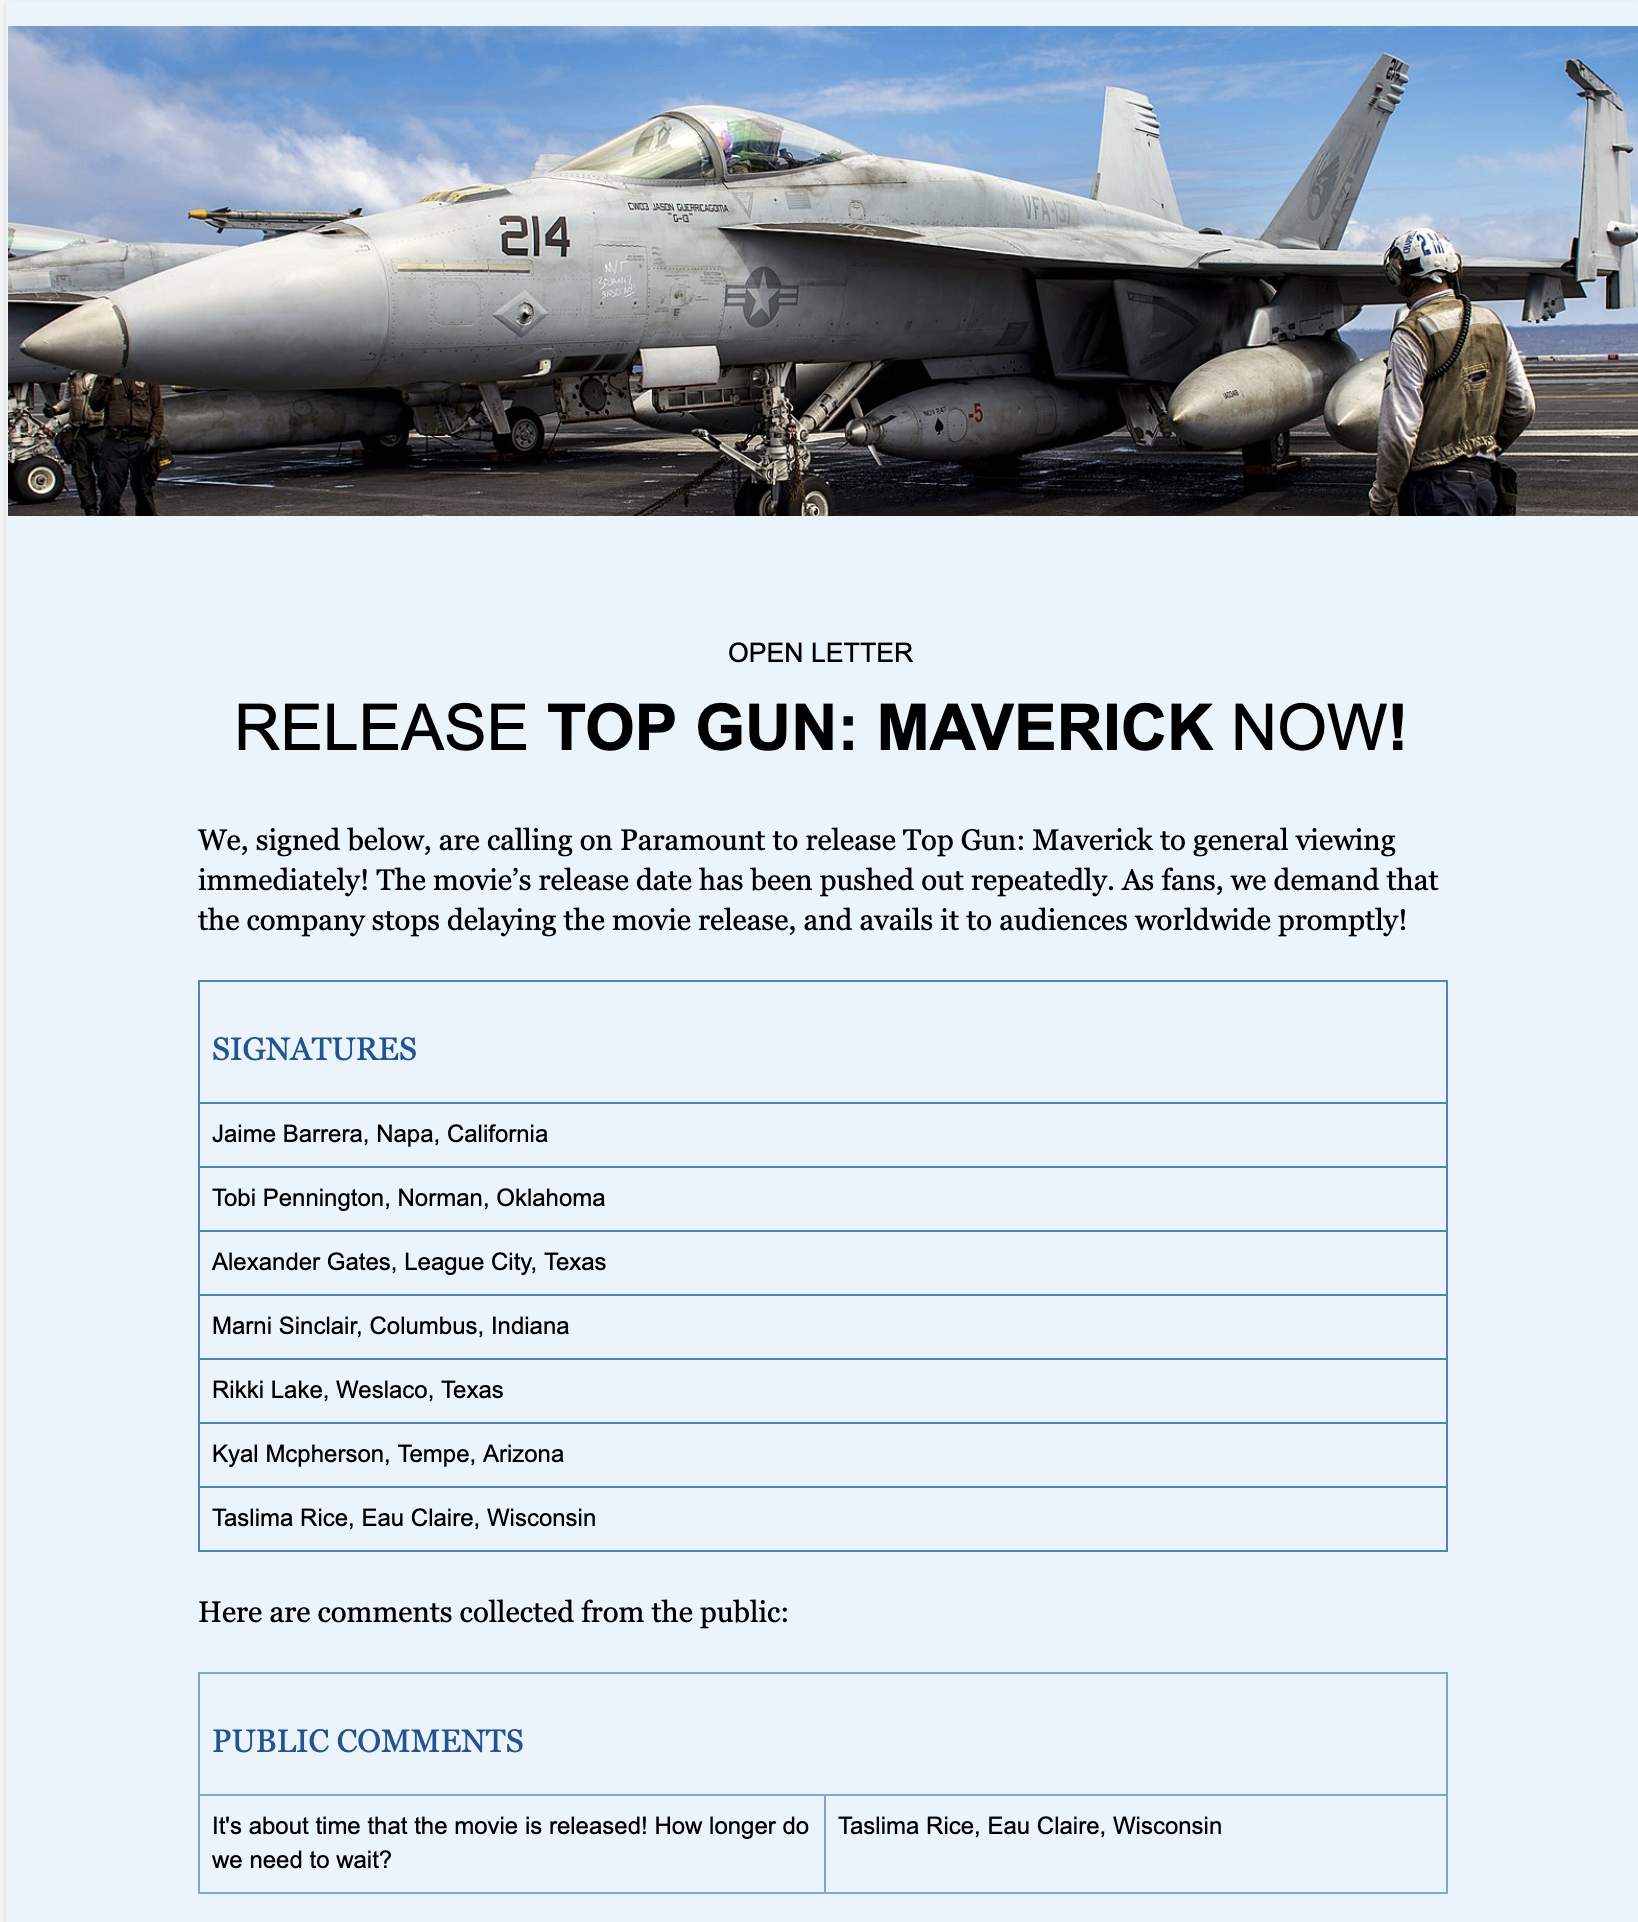 214
CWO3 JASON GUERRICAGOITIA
"G-13"
VFA-137
214
2 M
-5
OPEN LETTER
RELEASE TOP GUN: MAVERICK NOW!
We, signed below, are calling on Paramount to release Top Gun: Maverick to general viewing
immediately! The movie’s release date has been pushed out repeatedly. As fans, we demand that
the company stops delaying the movie release, and avails it to audiences worldwide promptly!
SIGNATURES
Jaime Barrera, Napa, California
Tobi Pennington, Norman, Oklahoma
Alexander Gates, League City, Texas
Marni Sinclair, Columbus, Indiana
Rikki Lake, Weslaco, Texas
Kyal Mcpherson, Tempe, Arizona
Taslima Rice, Eau Claire, Wisconsin
Here are comments collected from the public:
PUBLIC COMMENTS
It's about time that the movie is released! How longer do
we need to wait?
Taslima Rice, Eau Claire, Wisconsin